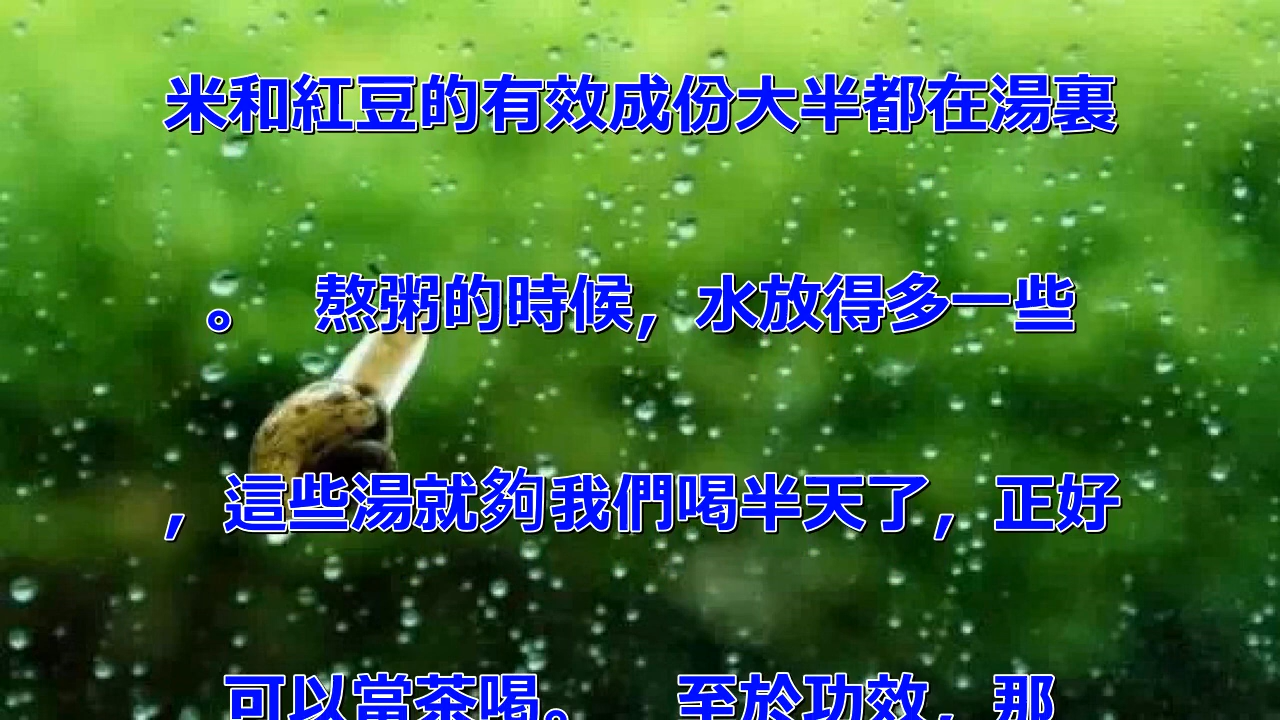 米和紅豆的有效成份大半都在湯裏
。　熬粥的時候，水放得多一些
，這些湯就夠我們喝半天了，正好
可以當茶喝。　　至於功效，那